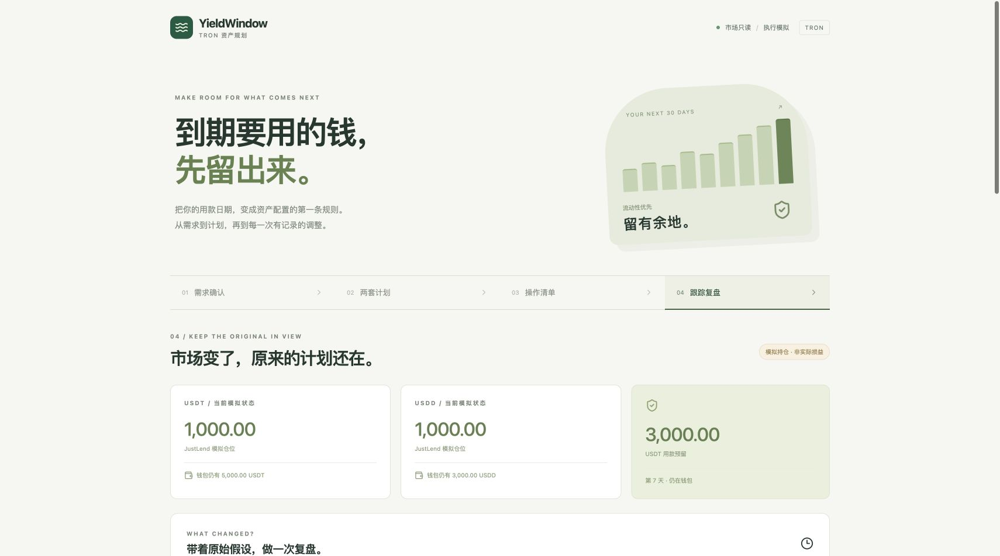 YieldWindow
TRON 资产规划
市场只读 / 执行模拟
TRON
MAKE ROOM FOR WHAT COMES NEXT
到期要用的钱，
先留出来。
把你的用款日期，变成资产配置的第一条规则。
从需求到计划，再到每一次有记录的调整。
YOUR NEXT 30 DAYS
流动性优先
留有余地。
01 需求确认
02 两套计划
03 操作清单
04 跟踪复盘
04 / KEEP THE ORIGINAL IN VIEW
市场变了，原来的计划还在。
模拟持仓 · 非实际损益
USDT / 当前模拟状态
1,000.00
JustLend 模拟仓位
钱包仍有 5,000.00 USDT
USDD / 当前模拟状态
1,000.00
JustLend 模拟仓位
钱包仍有 3,000.00 USDD
3,000.00
USDT 用款预留
第 7 天 · 仍在钱包
WHAT CHANGED?
带着原始假设，做一次复盘。